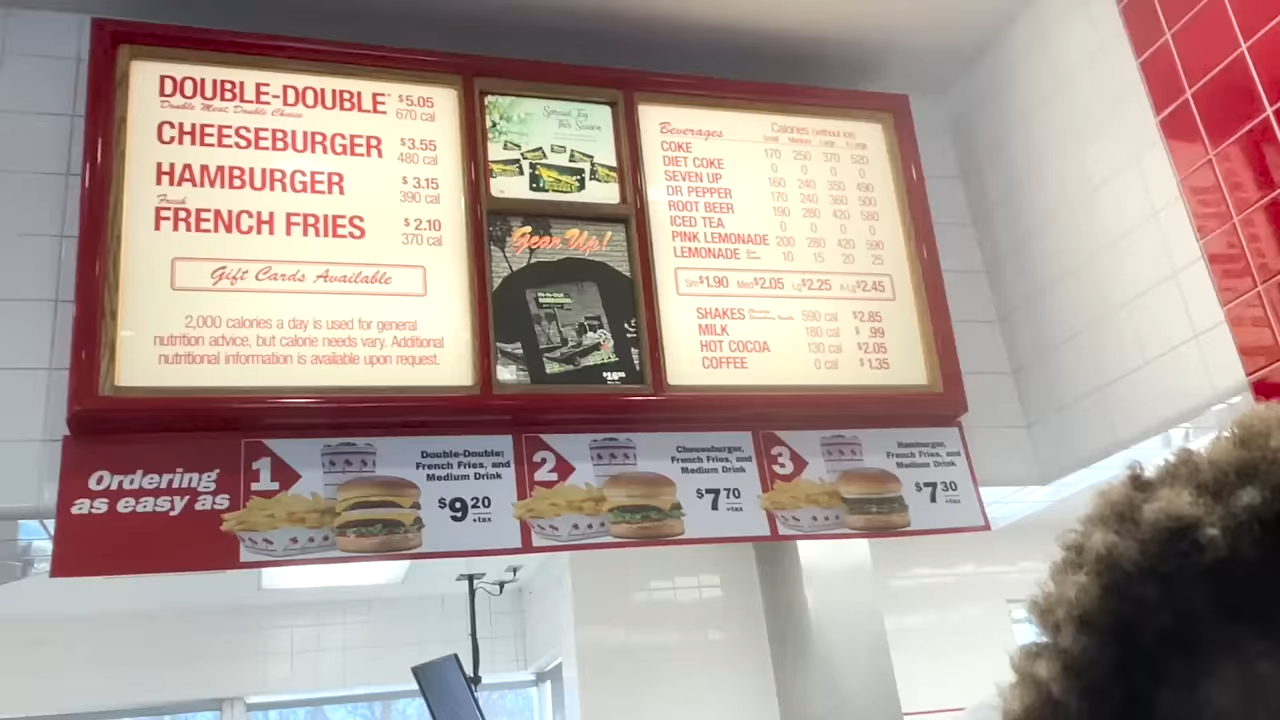 DOUBLE-DOUBLE $5.05
Double Meat, Double Cheese 670 cal
CHEESEBURGER $3.55
480 cal
HAMBURGER $3.15
390 cal
Fresh
FRENCH FRIES $2.10
370 cal
Gift Cards Available
2,000 calories a day is used for general
nutrition advice, but calorie needs vary. Additional
nutritional information is available upon request.
Spread Joy
This Season
Gear Up!
IN-N-OUT
HAMBURGERS
Beverages Calories (without ice)
Small Medium Large X-Large
COKE 170 250 370 520
DIET COKE 0 0 0 0
SEVEN UP 160 240 350 490
DR PEPPER 170 240 360 500
ROOT BEER 190 280 420 580
ICED TEA 0 0 0 0
PINK LEMONADE 200 280 420 590
LEMONADE 10 15 20 25
Sm $1.90 Med $2.05 Lg $2.25 X-Lg $2.45
SHAKES 590 cal $2.85
MILK 180 cal $ .99
HOT COCOA 130 cal $2.05
COFFEE 0 cal $1.35
Ordering
as easy as
1
Double-Double,
French Fries, and
Medium Drink
$9 20
+tax
2
Cheeseburger,
French Fries, and
Medium Drink
$7 70
+tax
3
Hamburger,
French Fries, and
Medium Drink
$7 30
+tax